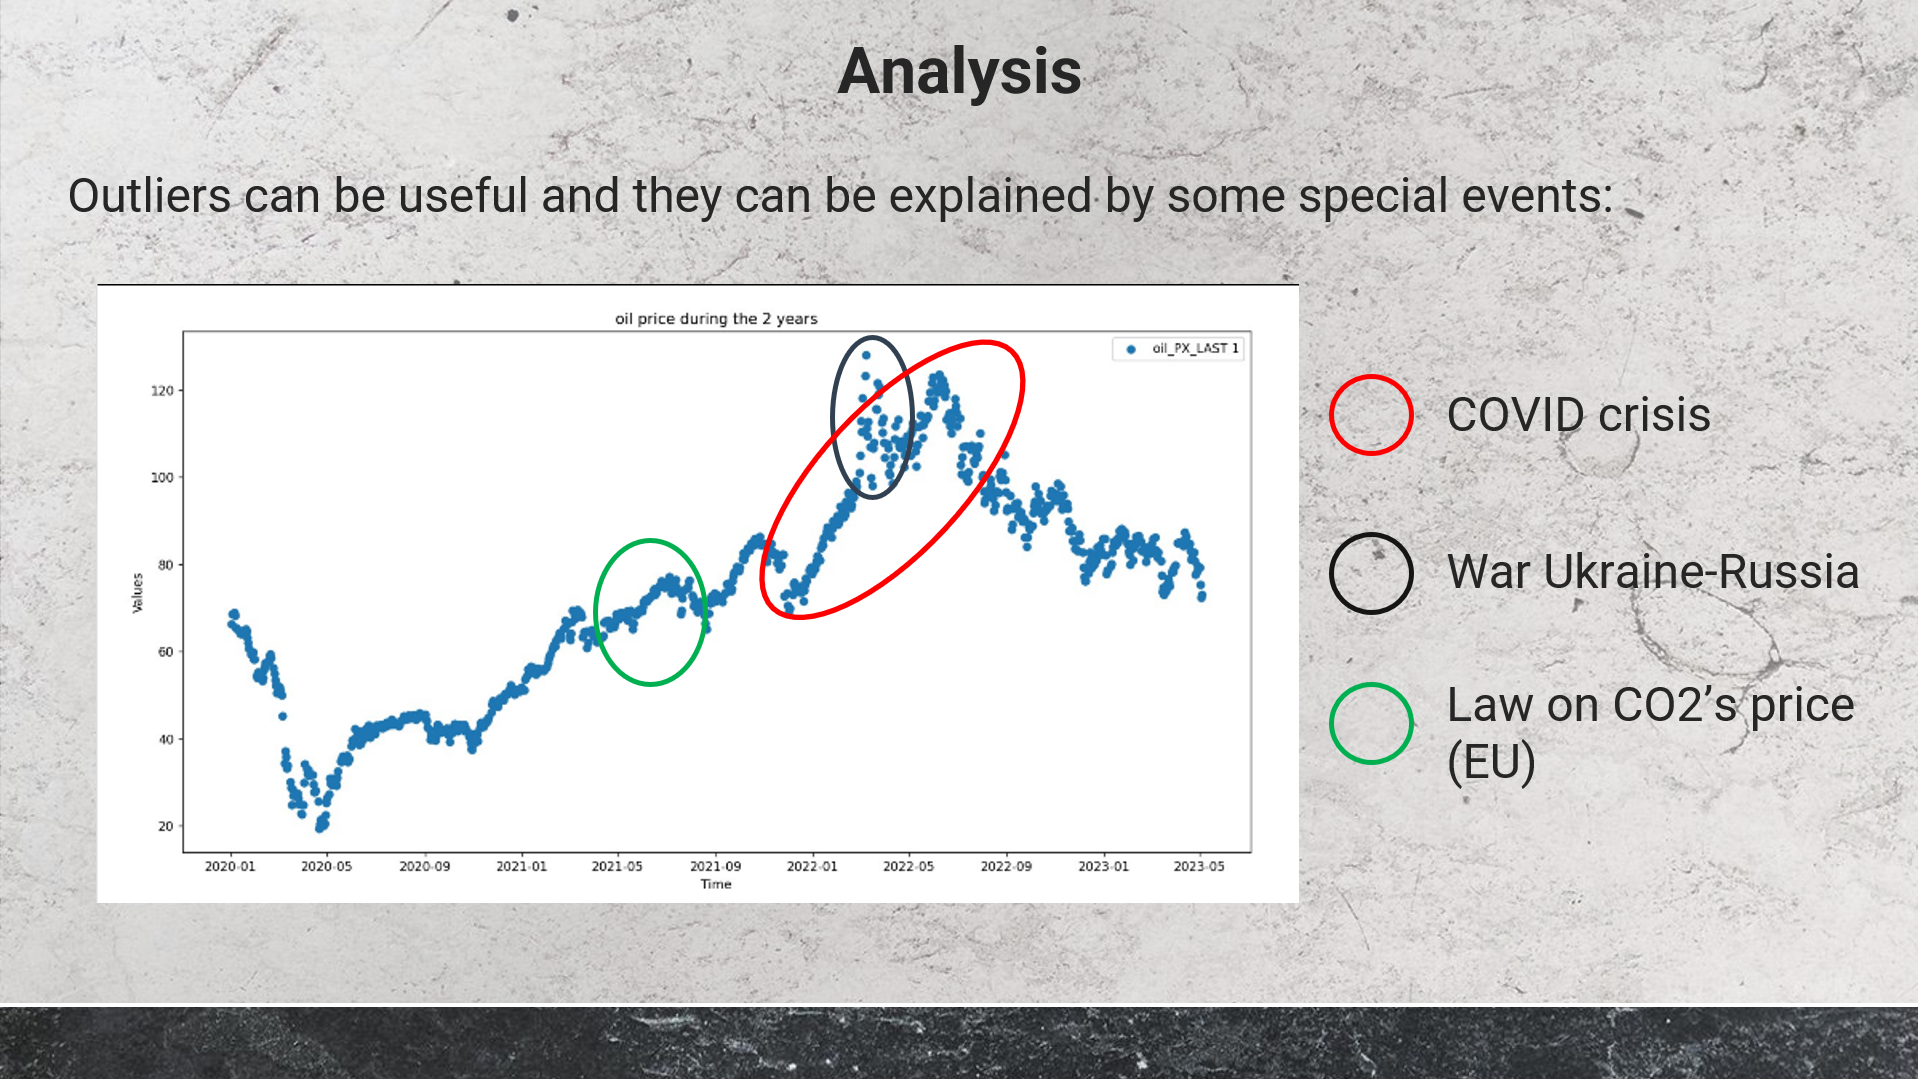 Analysis
Outliers can be useful and they can be explained by some special events:
oil price during the 2 years
oil_PX_LAST 1
120
100
80
60
40
20
Values
2020-01 2020-05 2020-09 2021-01 2021-05 2021-09 2022-01 2022-05 2022-09 2023-01 2023-05
Time
COVID crisis
War Ukraine-Russia
Law on CO2’s price
(EU)